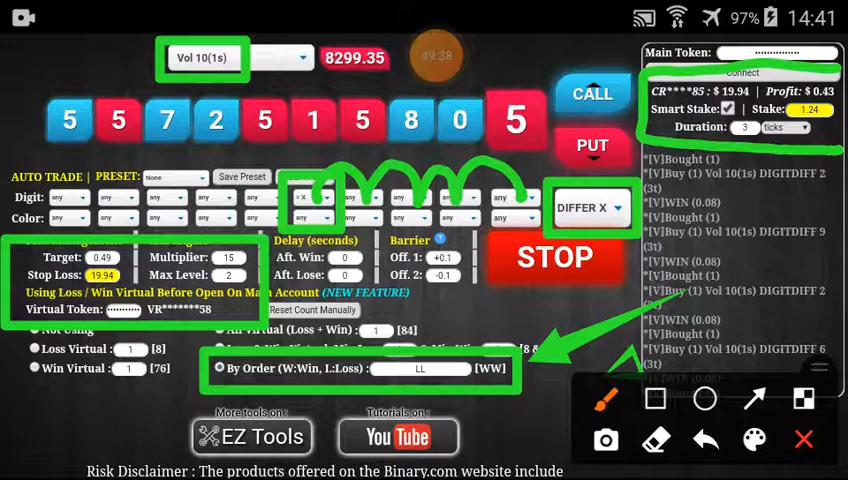 97% 14:41
Vol 10(1s) 8299.35 49:38
Main Token: ••••••••••••••
Connect
CR****85 : $ 19.94 | Profit: $ 0.43
Smart Stake: | Stake: 1.24
Duration: 3 ticks
5 5 7 2 5 1 5 8 0 5
CALL
PUT
AUTO TRADE | PRESET: None Save Preset
Digit: any any any any any = X any any any any
Color: any any any any any any any any any any
DIFFER X
STOP
Target: 0.49
Stop Loss: 19.94
Multiplier: 15
Max Level: 2
Delay (seconds)
Aft. Win: 0
Aft. Lose: 0
Barrier ?
Off. 1: +0.1
Off. 2: -0.1
Using Loss / Win Virtual Before Open On Main Account (NEW FEATURE)
Virtual Token: ••••••••••• VR*******58 Reset Count Manually
Not Using
All Virtual (Loss + Win) : 1 [84]
Loss Virtual : 1 [8]
Win Virtual : 1 [76]
By Order (W:Win, L:Loss) : LL [WW]
*[V]Bought (1)
*[V]Buy (1) Vol 10(1s) DIGITDIFF 2
(3t)
*[V]WIN (0.08)
*[V]Bought (1)
*[V]Buy (1) Vol 10(1s) DIGITDIFF 9
(3t)
*[V]WIN (0.08)
*[V]Bought (1)
*[V]Buy (1) Vol 10(1s) DIGITDIFF 2
(3t)
*[V]WIN (0.08)
*[V]Bought (1)
*[V]Buy (1) Vol 10(1s) DIGITDIFF 6
(3t)
*[V]WIN (0.08)
More tools on :
EZ Tools
Tutorials on :
YouTube
Risk Disclaimer : The products offered on the Binary.com website include